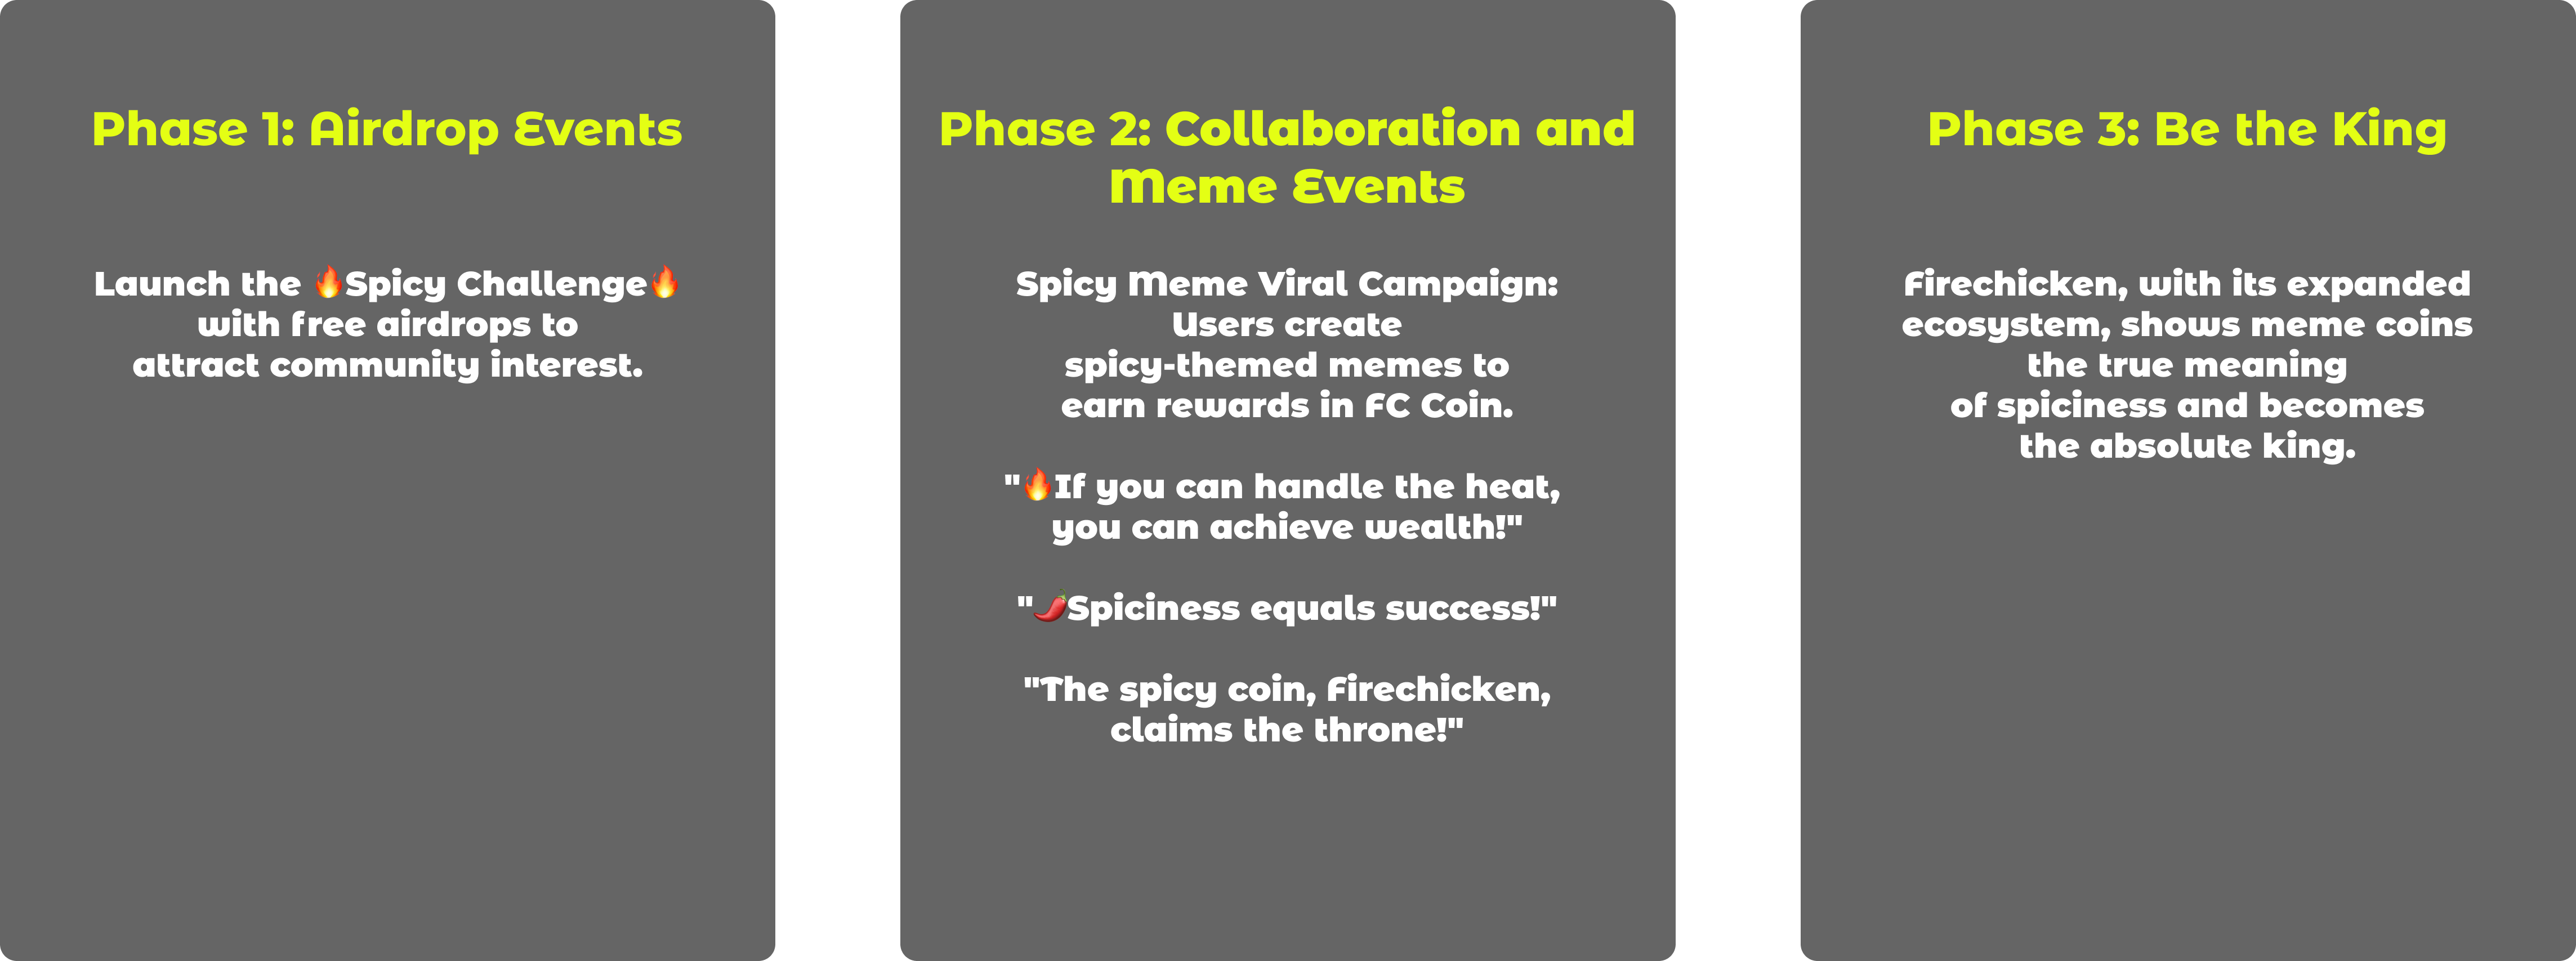 Phase 1: Airdrop Events
Launch the 🔥Spicy Challenge🔥
with free airdrops to
attract community interest.
Phase 2: Collaboration and
Meme Events
Spicy Meme Viral Campaign:
Users create
spicy-themed memes to
earn rewards in FC Coin.
"🔥If you can handle the heat,
you can achieve wealth!"
"🌶️Spiciness equals success!"
"The spicy coin, Firechicken,
claims the throne!"
Phase 3: Be the King
Firechicken, with its expanded
ecosystem, shows meme coins
the true meaning
of spiciness and becomes
the absolute king.